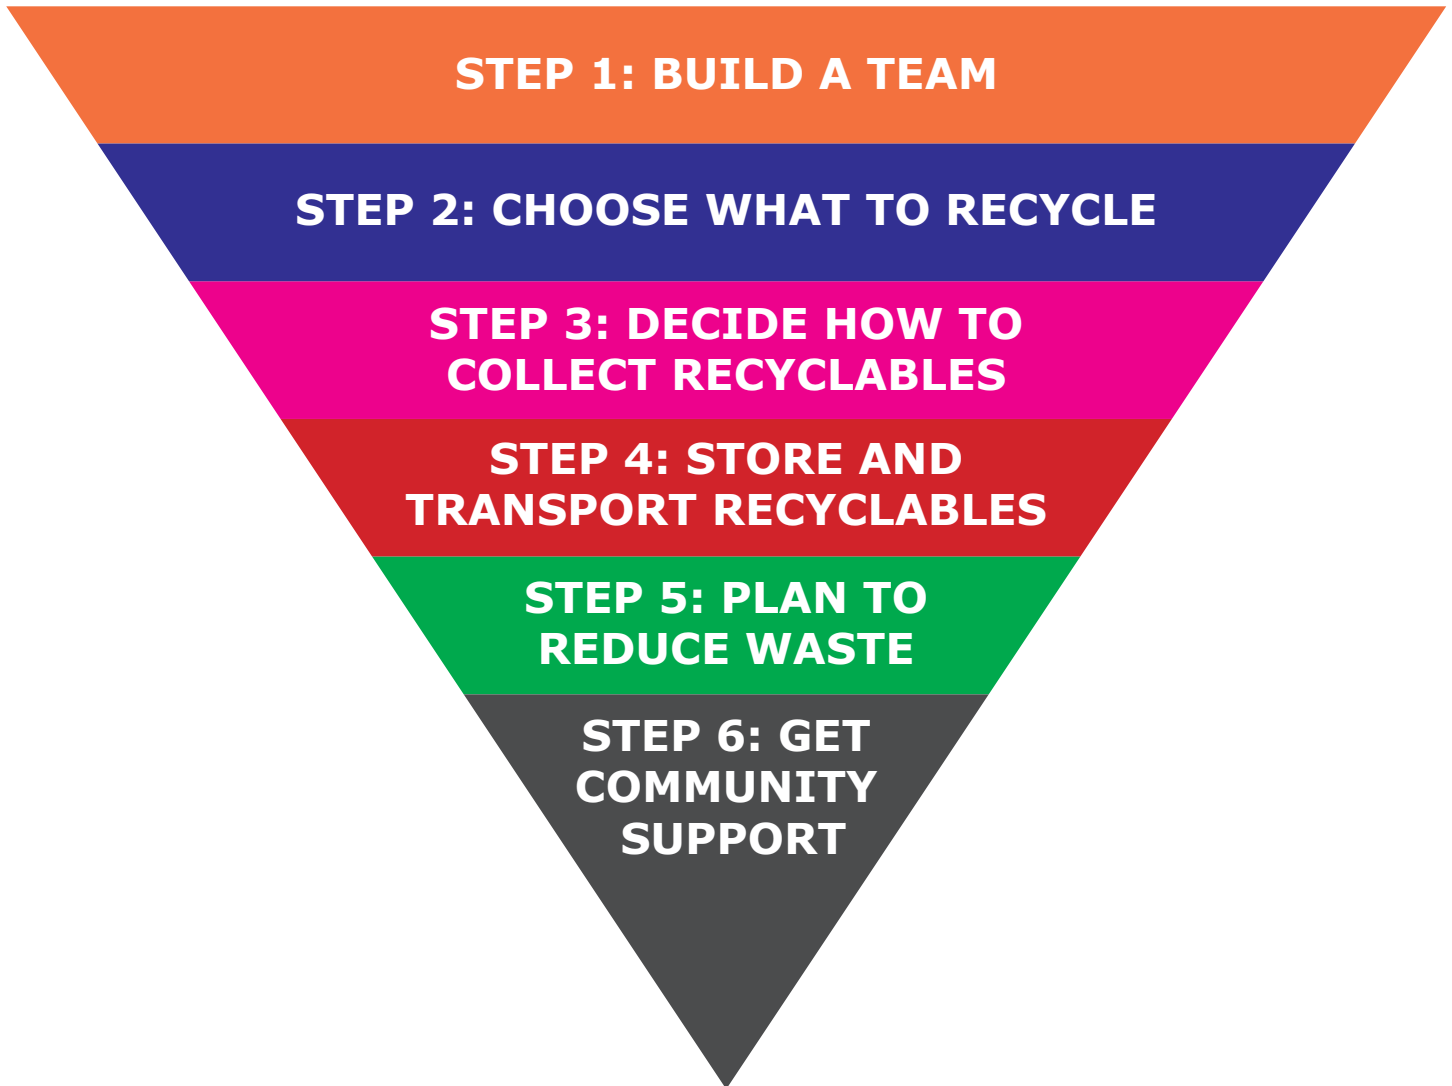 STEP 1: BUILD A TEAM
STEP 2: CHOOSE WHAT TO RECYCLE
STEP 3: DECIDE HOW TO
COLLECT RECYCLABLES
STEP 4: STORE AND
TRANSPORT RECYCLABLES
STEP 5: PLAN TO
REDUCE WASTE
STEP 6: GET
COMMUNITY
SUPPORT